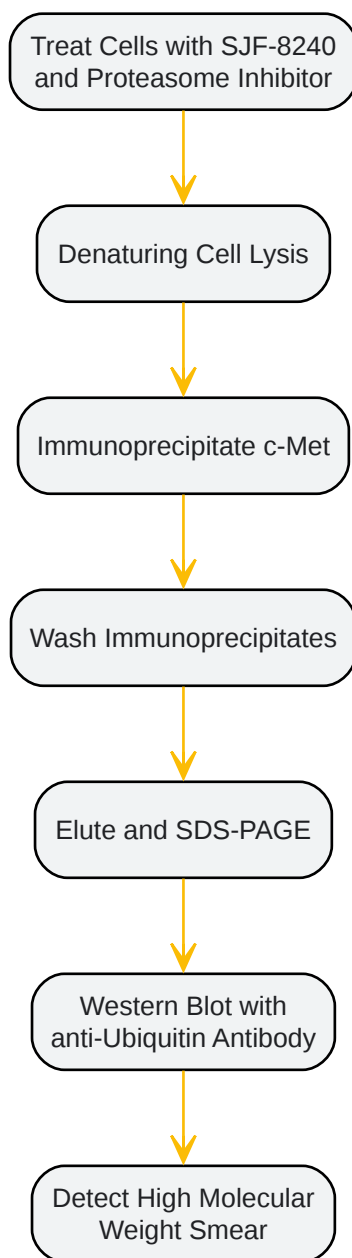 Treat Cells with SJF-8240
and Proteasome Inhibitor
Denaturing Cell Lysis
Immunoprecipitate c-Met
Wash Immunoprecipitates
Elute and SDS-PAGE
Western Blot with
anti-Ubiquitin Antibody
Detect High Molecular
Weight Smear